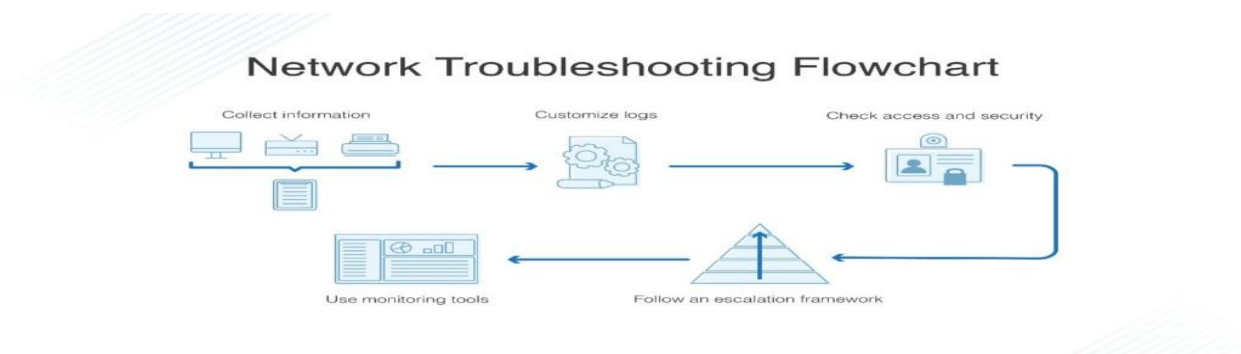 Network Troubleshooting Flowchart
Collect information
Customize logs
Check access and security
Follow an escalation framework
Use monitoring tools